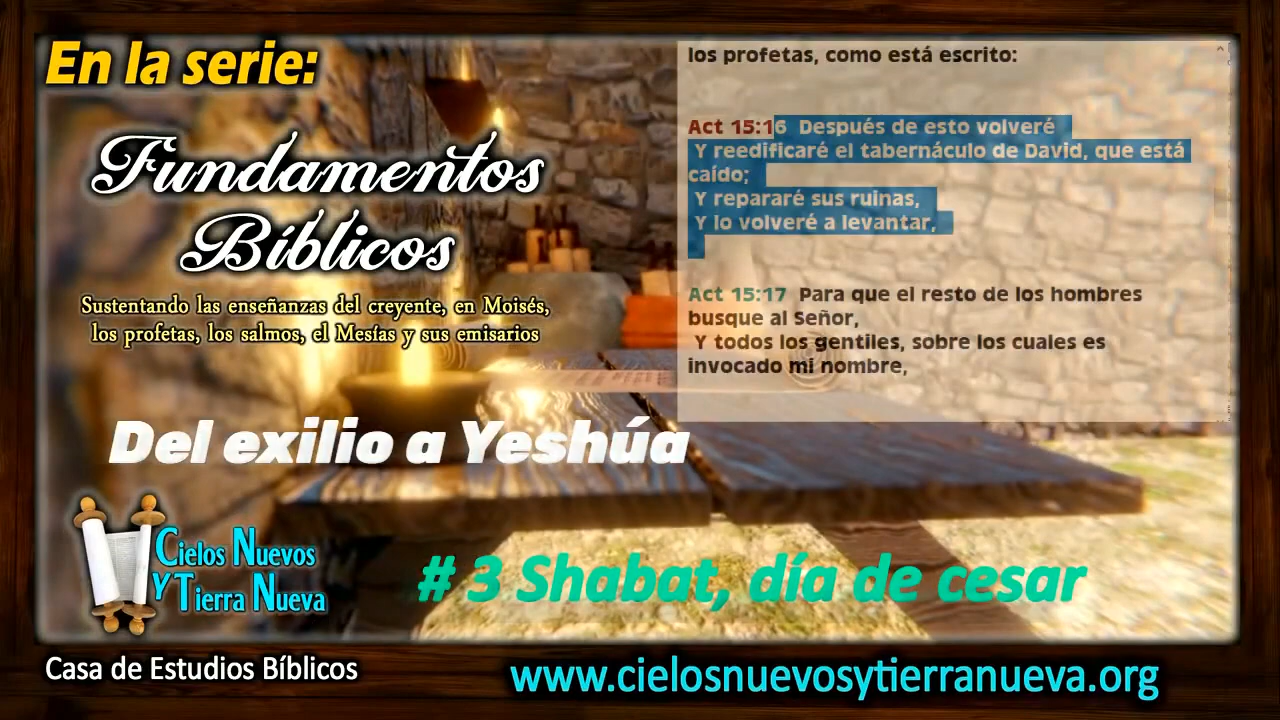 En la serie:
Fundamentos
Bíblicos
Sustentando las enseñanzas del creyente, en Moisés,
los profetas, los salmos, el Mesías y sus emisarios
los profetas, como está escrito:
Act 15:16 Después de esto volveré
Y reedificaré el tabernáculo de David, que está
caído;
Y repararé sus ruinas,
Y lo volveré a levantar,
Act 15:17 Para que el resto de los hombres
busque al Señor,
Y todos los gentiles, sobre los cuales es
invocado mi nombre,
Del exilio a Yeshúa
Cielos Nuevos
Y Tierra Nueva
# 3 Shabat, día de cesar
Casa de Estudios Bíblicos
www.cielosnuevosytierranueva.org